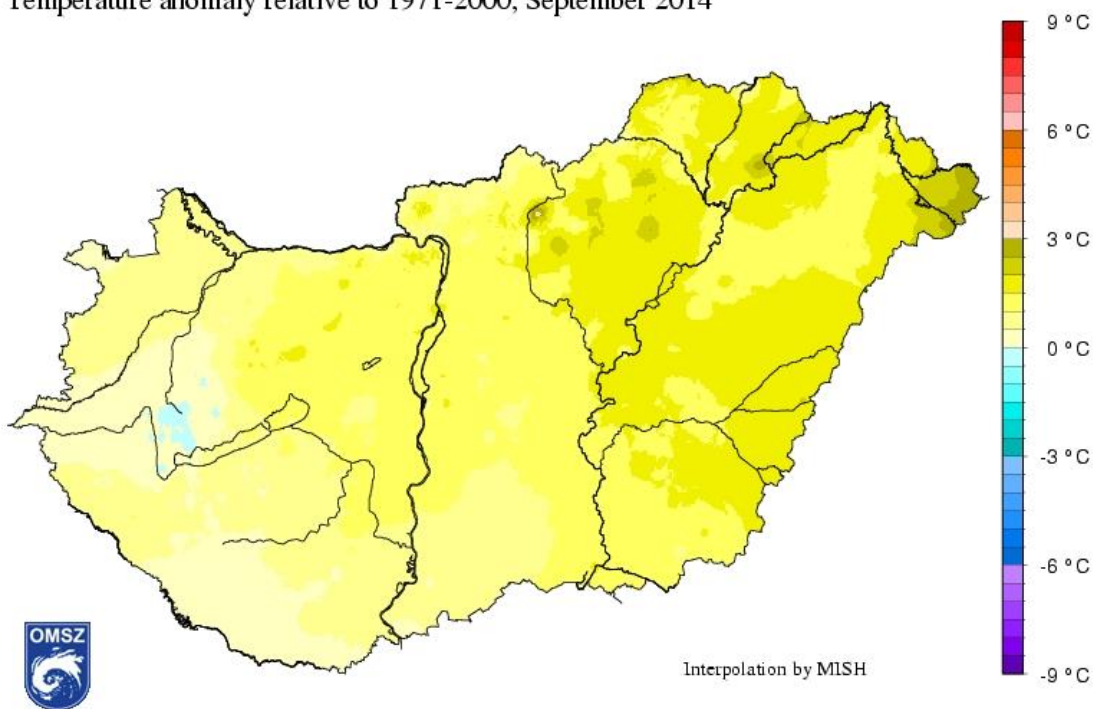 Temperature anomaly relative to 1971-2000, September 2014
9 °C
6 °C
3 °C
0 °C
-3 °C
-6 °C
-9 °C
OMSZ
Interpolation by MISH